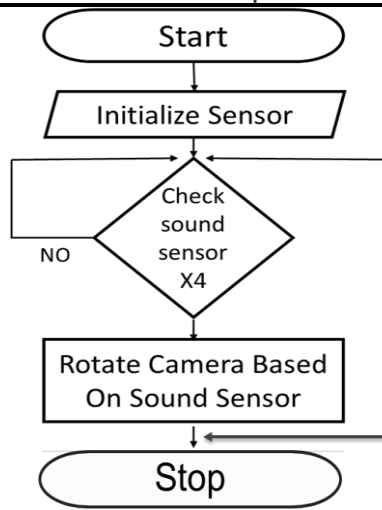 Start
Initialize Sensor
Check
sound
sensor
X4
NO
Rotate Camera Based
On Sound Sensor
Stop